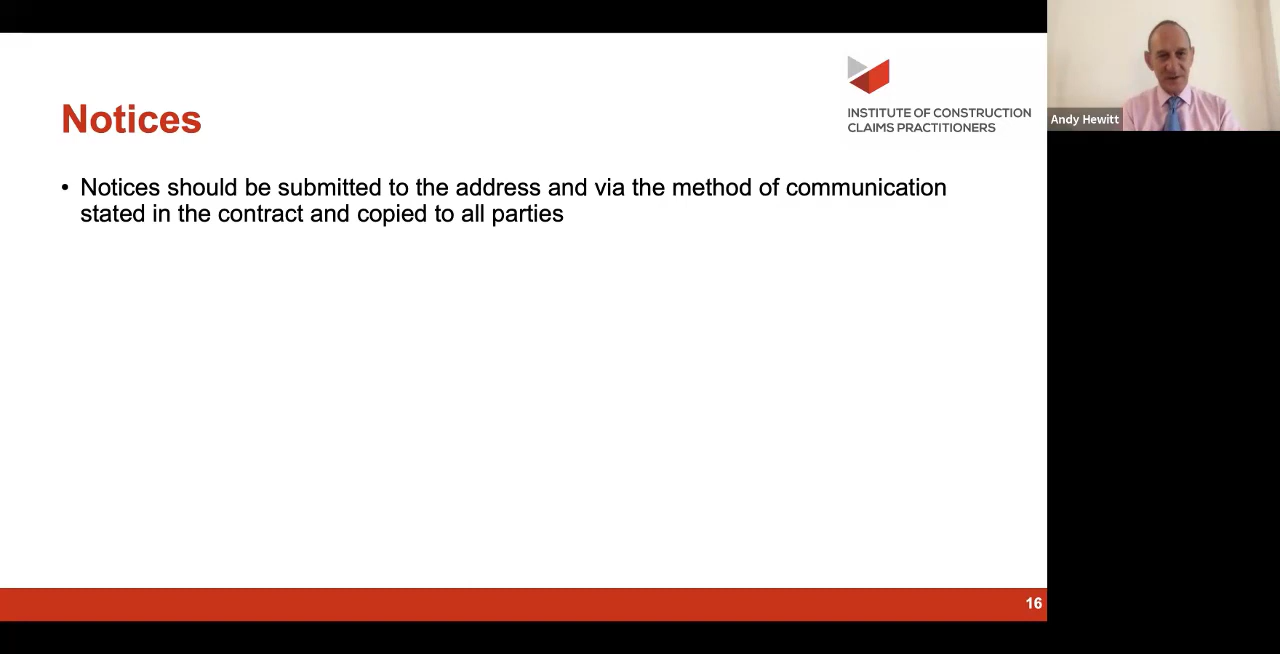 Notices
INSTITUTE OF CONSTRUCTION
CLAIMS PRACTITIONERS
Andy Hewitt
• Notices should be submitted to the address and via the method of communication
stated in the contract and copied to all parties
16